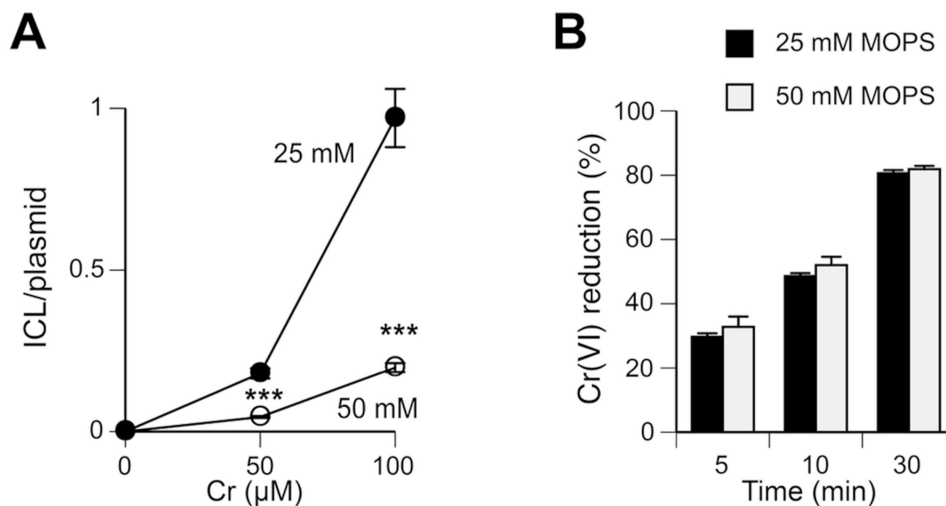 A
ICL/plasmid
1
0.5
0
25 mM
***
***
50 mM
0 50 100
Cr (µM)
B
25 mM MOPS
50 mM MOPS
Cr(VI) reduction (%)
100
80
60
40
20
0
5 10 30
Time (min)